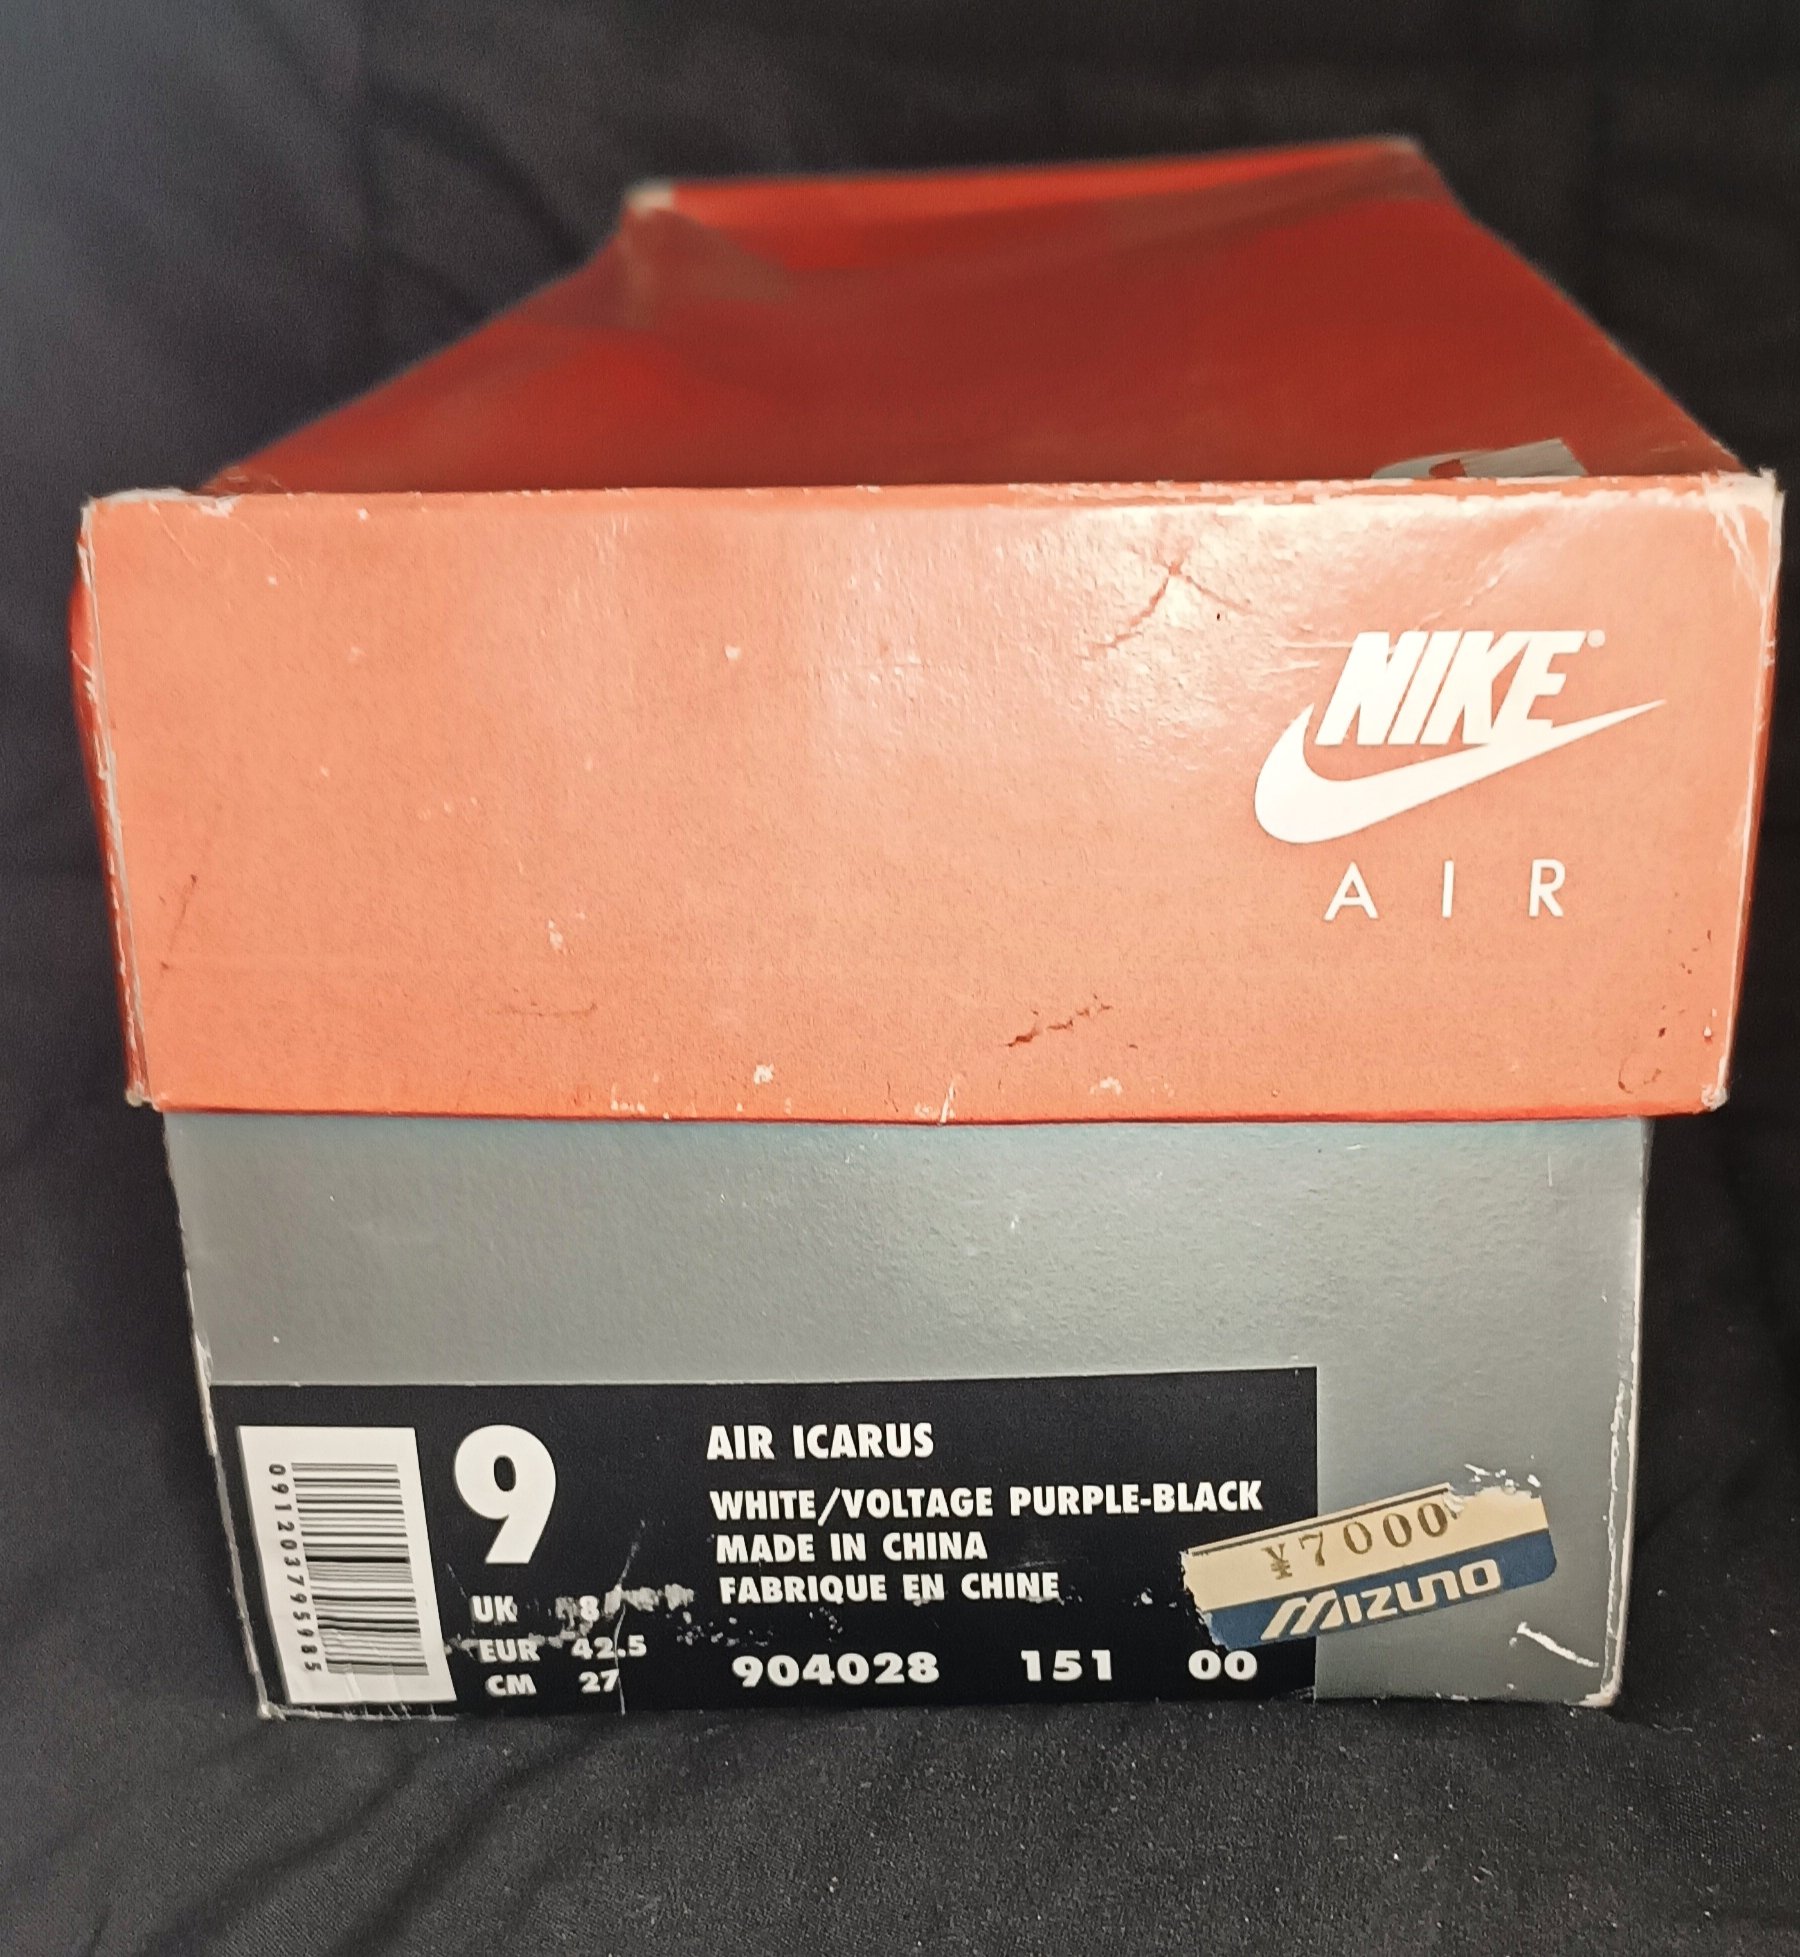 NIKE
AIR
9
AIR ICARUS
WHITE/VOLTAGE PURPLE-BLACK
MADE IN CHINA
FABRIQUE EN CHINE
UK 8
EUR 42.5
CM 27
904028 151 00
091203795985
¥7000
MIZUNO